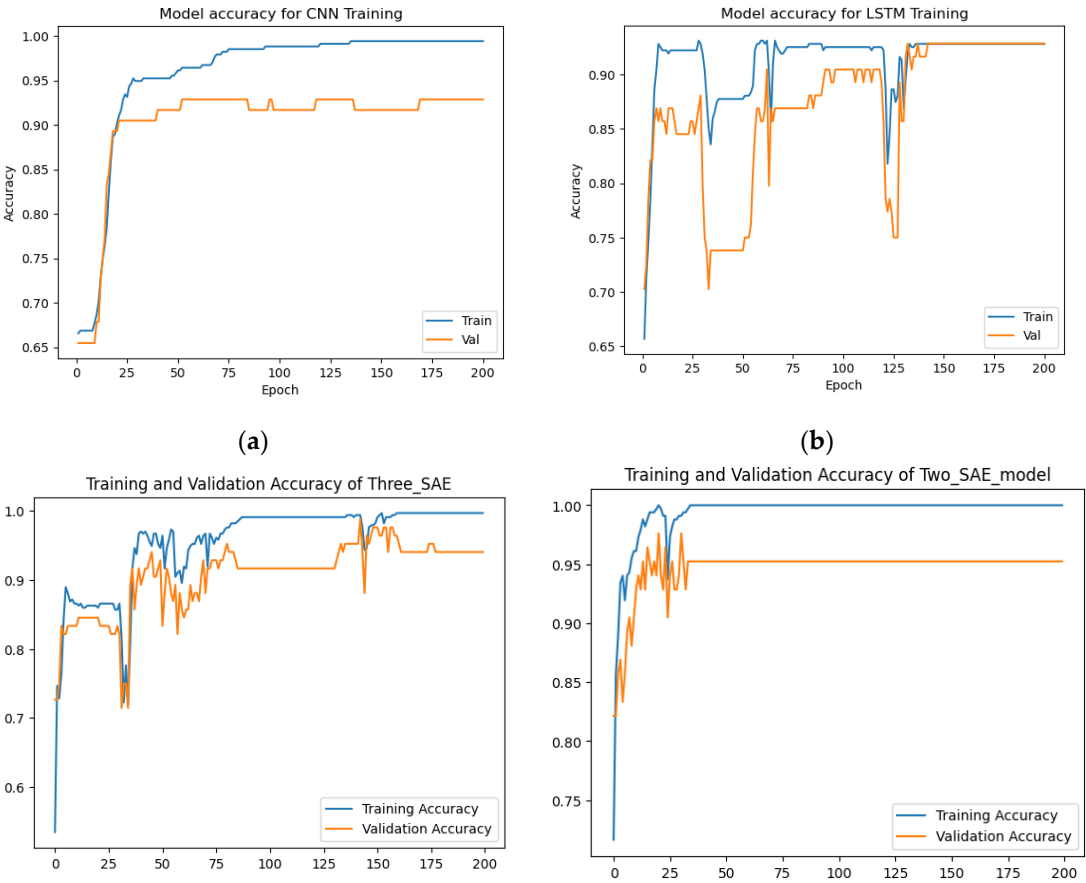 Model accuracy for CNN Training
1.00
0.95
0.90
0.85
0.80
0.75
0.70
0.65
Accuracy
Train
Val
0 25 50 75 100 125 150 175 200
Epoch
(a)
Model accuracy for LSTM Training
0.90
0.85
0.80
0.75
0.70
0.65
Accuracy
Train
Val
0 25 50 75 100 125 150 175 200
Epoch
(b)
Training and Validation Accuracy of Three_SAE
1.0
0.9
0.8
0.7
0.6
Training Accuracy
Validation Accuracy
0 25 50 75 100 125 150 175 200
Training and Validation Accuracy of Two_SAE_model
1.00
0.95
0.90
0.85
0.80
0.75
Training Accuracy
Validation Accuracy
0 25 50 75 100 125 150 175 200